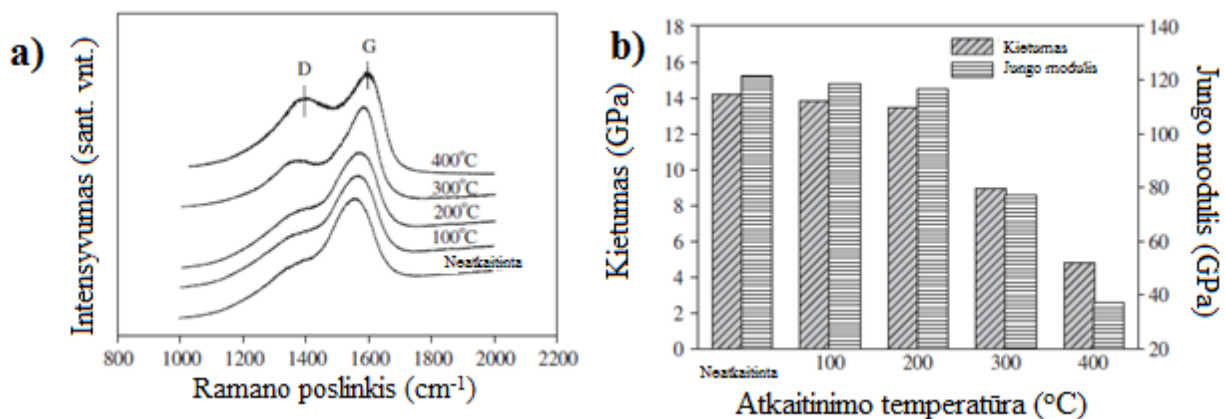 a)
Intensyvumas (sant. vnt.)
D
G
400°C
300°C
200°C
100°C
Neatkaitinta
800 1000 1200 1400 1600 1800 2000 2200
Ramano poslinkis (cm-1)
b)
Kietumas (GPa)
18
16
14
12
10
8
6
4
2
0
Kietumas
Jungo modulis
140
120
100
80
60
40
20
Jungo modulis (GPa)
Neatkaitinta 100 200 300 400
Atkaitinimo temperatūra (°C)